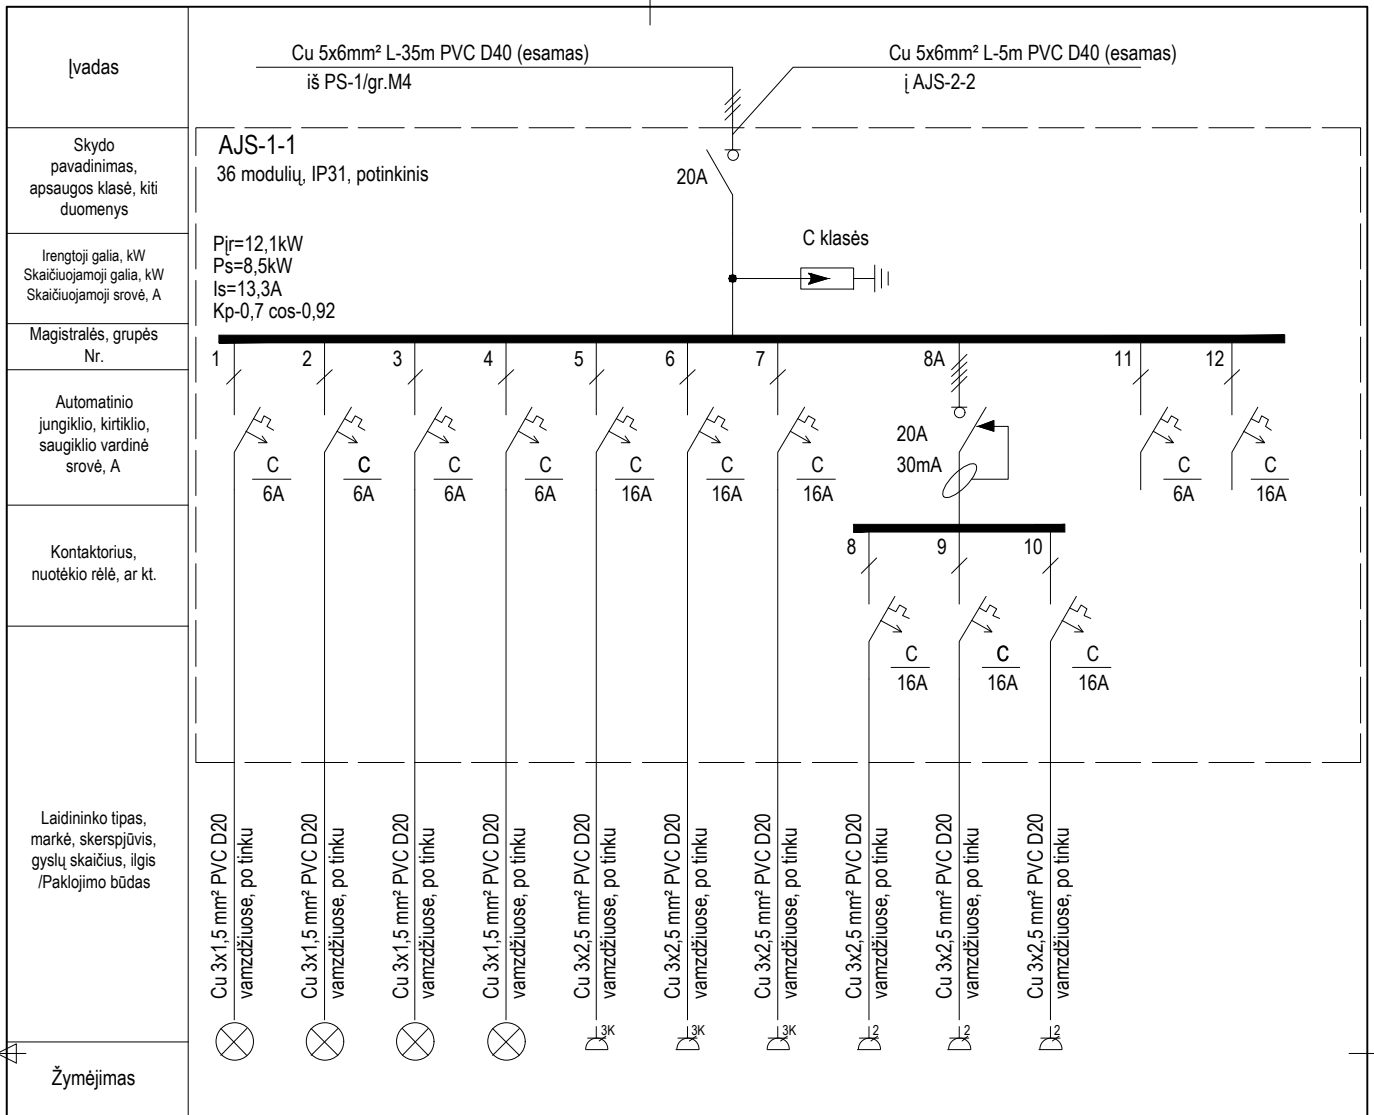 Įvadas
Cu 5x6mm² L-35m PVC D40 (esamas)
iš PS-1/gr.M4
Cu 5x6mm² L-5m PVC D40 (esamas)
į AJS-2-2
Skydo
pavadinimas,
apsaugos klasė, kiti
duomenys
AJS-1-1
36 modulių, IP31, potinkinis
20A
Irengtoji galia, kW
Skaičiuojamoji galia, kW
Skaičiuojamoji srovė, A
Pįr=12,1kW
Ps=8,5kW
Is=13,3A
Kp-0,7 cos-0,92
C klasės
Magistralės, grupės
Nr.
1 2 3 4 5 6 7 8A 11 12
Automatinio
jungiklio, kirtiklio,
saugiklio vardinė
srovė, A
C
6A
C
6A
C
6A
C
6A
C
16A
C
16A
C
16A
20A
30mA
C
6A
C
16A
Kontaktorius,
nuotėkio rėlė, ar kt.
8 9 10
C
16A
C
16A
C
16A
Laidininko tipas,
markė, skerspjūvis,
gyslų skaičius, ilgis
/Paklojimo būdas
Cu 3x1,5 mm² PVC D20
vamzdžiuose, po tinku
Cu 3x1,5 mm² PVC D20
vamzdžiuose, po tinku
Cu 3x1,5 mm² PVC D20
vamzdžiuose, po tinku
Cu 3x1,5 mm² PVC D20
vamzdžiuose, po tinku
Cu 3x2,5 mm² PVC D20
vamzdžiuose, po tinku
Cu 3x2,5 mm² PVC D20
vamzdžiuose, po tinku
Cu 3x2,5 mm² PVC D20
vamzdžiuose, po tinku
Cu 3x2,5 mm² PVC D20
vamzdžiuose, po tinku
Cu 3x2,5 mm² PVC D20
vamzdžiuose, po tinku
Cu 3x2,5 mm² PVC D20
vamzdžiuose, po tinku
3K 3K 3K 2 2 2
Žymėjimas